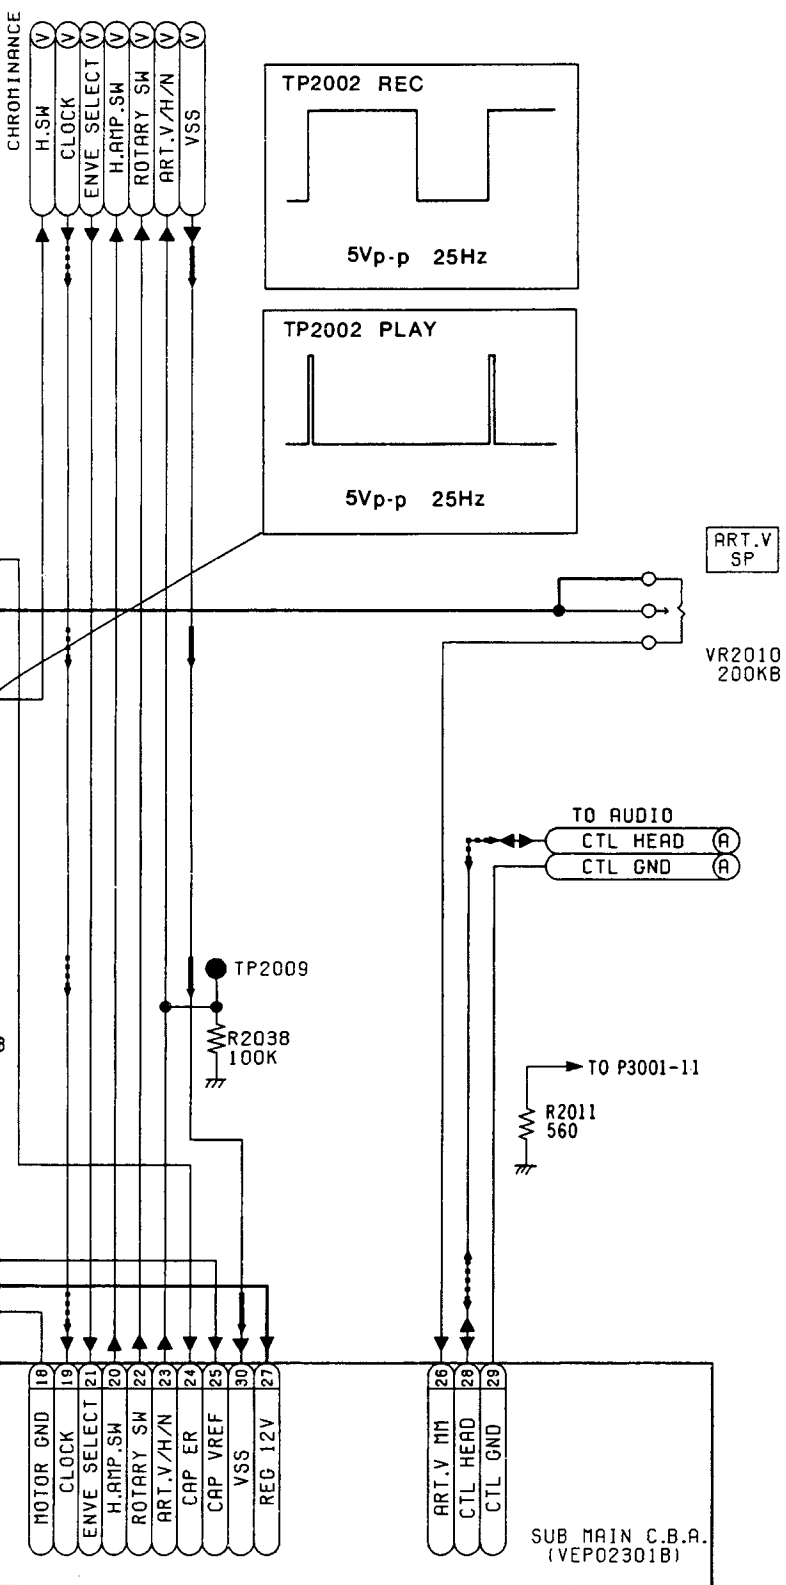 CHROMINANCE
H.SW V
CLOCK V
ENVE SELECT V
H.AMP.SW V
ROTARY SW V
ART.V/H/N V
VSS V
TP2002 REC
5Vp-p 25Hz
TP2002 PLAY
5Vp-p 25Hz
ART.V
SP
VR2010
200KB
TO AUDIO
CTL HEAD A
CTL GND A
TP2009
R2038
100K
TO P3001-11
R2011
560
18 MOTOR GND
19 CLOCK
21 ENVE SELECT
20 H.AMP.SW
22 ROTARY SW
23 ART.V/H/N
24 CAP ER
25 CAP VREF
30 VSS
27 REG 12V
26 ART.V MM
28 CTL HEAD
29 CTL GND
SUB MAIN C.B.A.
(VEP02301B)